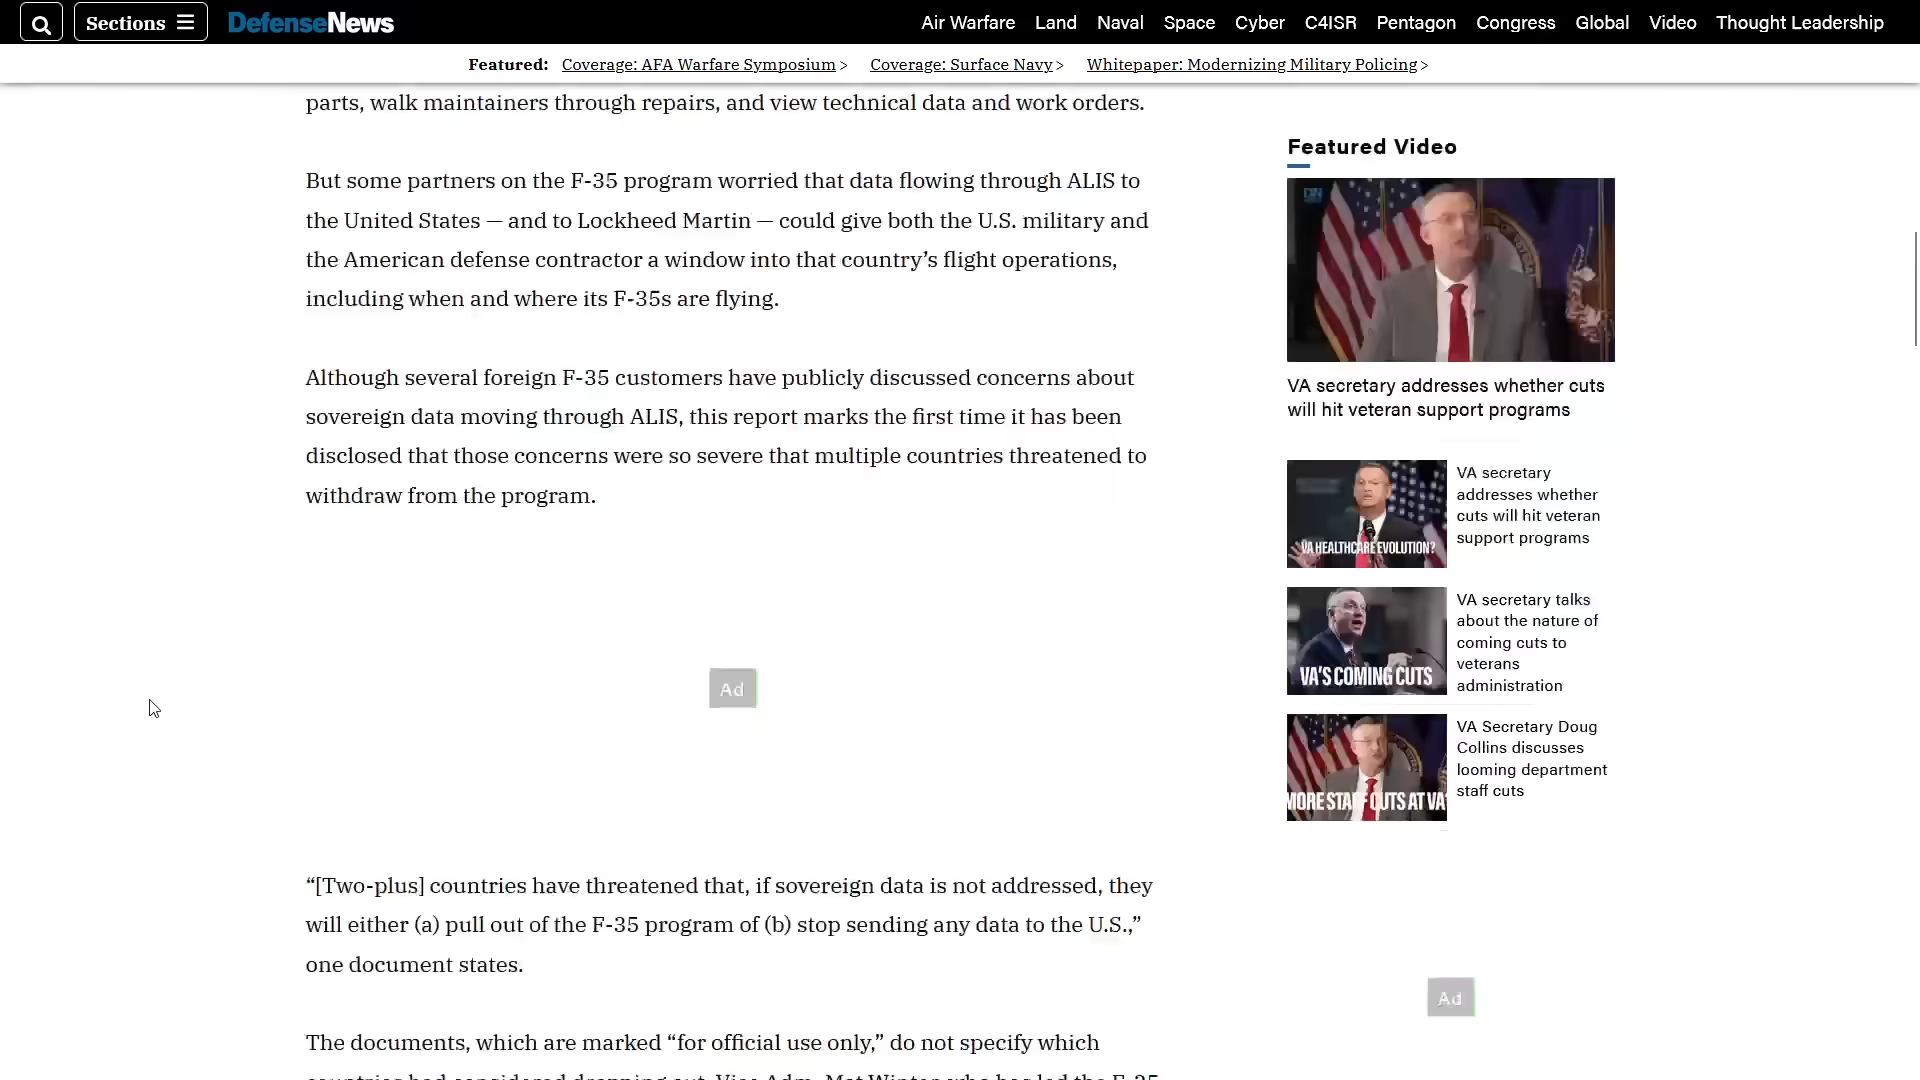 Sections
DefenseNews
Air Warfare Land Naval Space Cyber C4ISR Pentagon Congress Global Video Thought Leadership
Featured: Coverage: AFA Warfare Symposium > Coverage: Surface Navy > Whitepaper: Modernizing Military Policing >
parts, walk maintainers through repairs, and view technical data and work orders.
But some partners on the F-35 program worried that data flowing through ALIS to
the United States — and to Lockheed Martin — could give both the U.S. military and
the American defense contractor a window into that country’s flight operations,
including when and where its F-35s are flying.
Although several foreign F-35 customers have publicly discussed concerns about
sovereign data moving through ALIS, this report marks the first time it has been
disclosed that those concerns were so severe that multiple countries threatened to
withdraw from the program.
Ad
“[Two-plus] countries have threatened that, if sovereign data is not addressed, they
will either (a) pull out of the F-35 program of (b) stop sending any data to the U.S.,”
one document states.
The documents, which are marked “for official use only,” do not specify which
Featured Video
DN
VA secretary addresses whether cuts
will hit veteran support programs
VA HEALTHCARE EVOLUTION?
VA secretary
addresses whether
cuts will hit veteran
support programs
VA'S COMING CUTS
VA secretary talks
about the nature of
coming cuts to
veterans
administration
MORE STAFF CUTS AT VA
VA Secretary Doug
Collins discusses
looming department
staff cuts
Ad